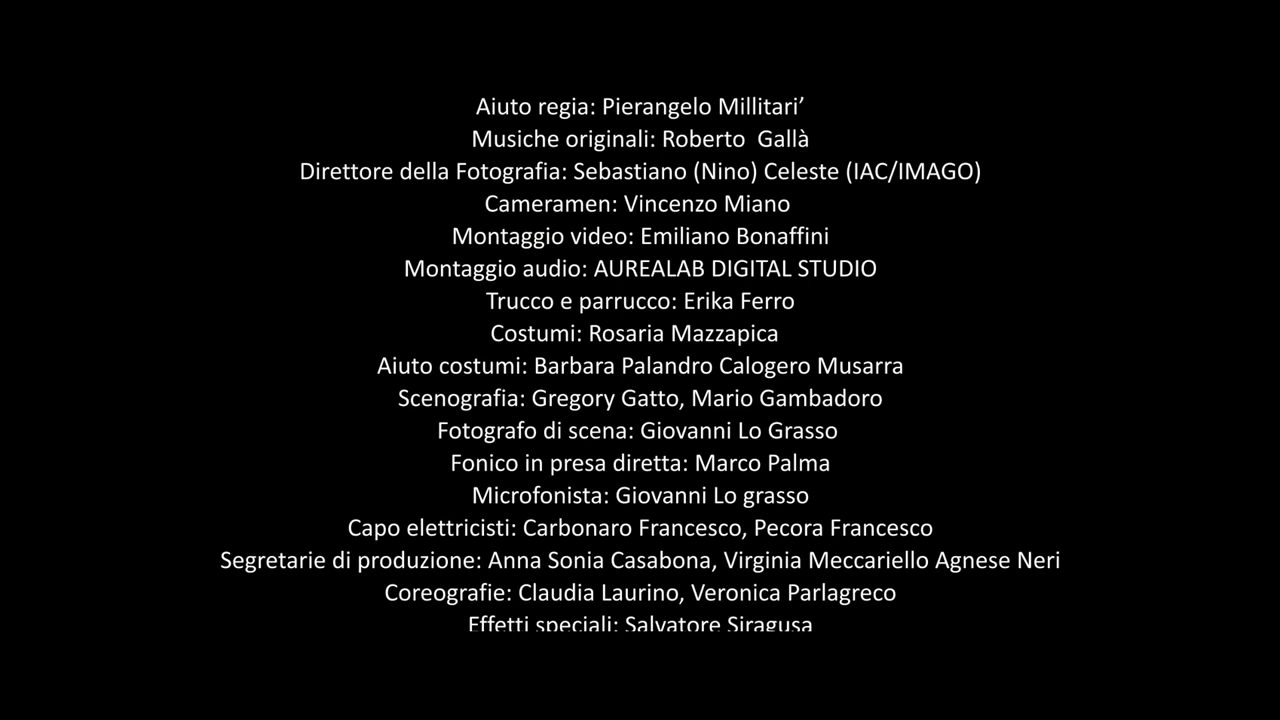 Aiuto regia: Pierangelo Millitari’
Musiche originali: Roberto  Gallà
Direttore della Fotografia: Sebastiano (Nino) Celeste (IAC/IMAGO)
Cameramen: Vincenzo Miano
Montaggio video: Emiliano Bonaffini
Montaggio audio: AUREALAB DIGITAL STUDIO
Trucco e parrucco: Erika Ferro
Costumi: Rosaria Mazzapica
Aiuto costumi: Barbara Palandro Calogero Musarra
Scenografia: Gregory Gatto, Mario Gambadoro
Fotografo di scena: Giovanni Lo Grasso
Fonico in presa diretta: Marco Palma
Microfonista: Giovanni Lo grasso
Capo elettricisti: Carbonaro Francesco, Pecora Francesco
Segretarie di produzione: Anna Sonia Casabona, Virginia Meccariello Agnese Neri
Coreografie: Claudia Laurino, Veronica Parlagreco
Effetti speciali: Salvatore Siragusa